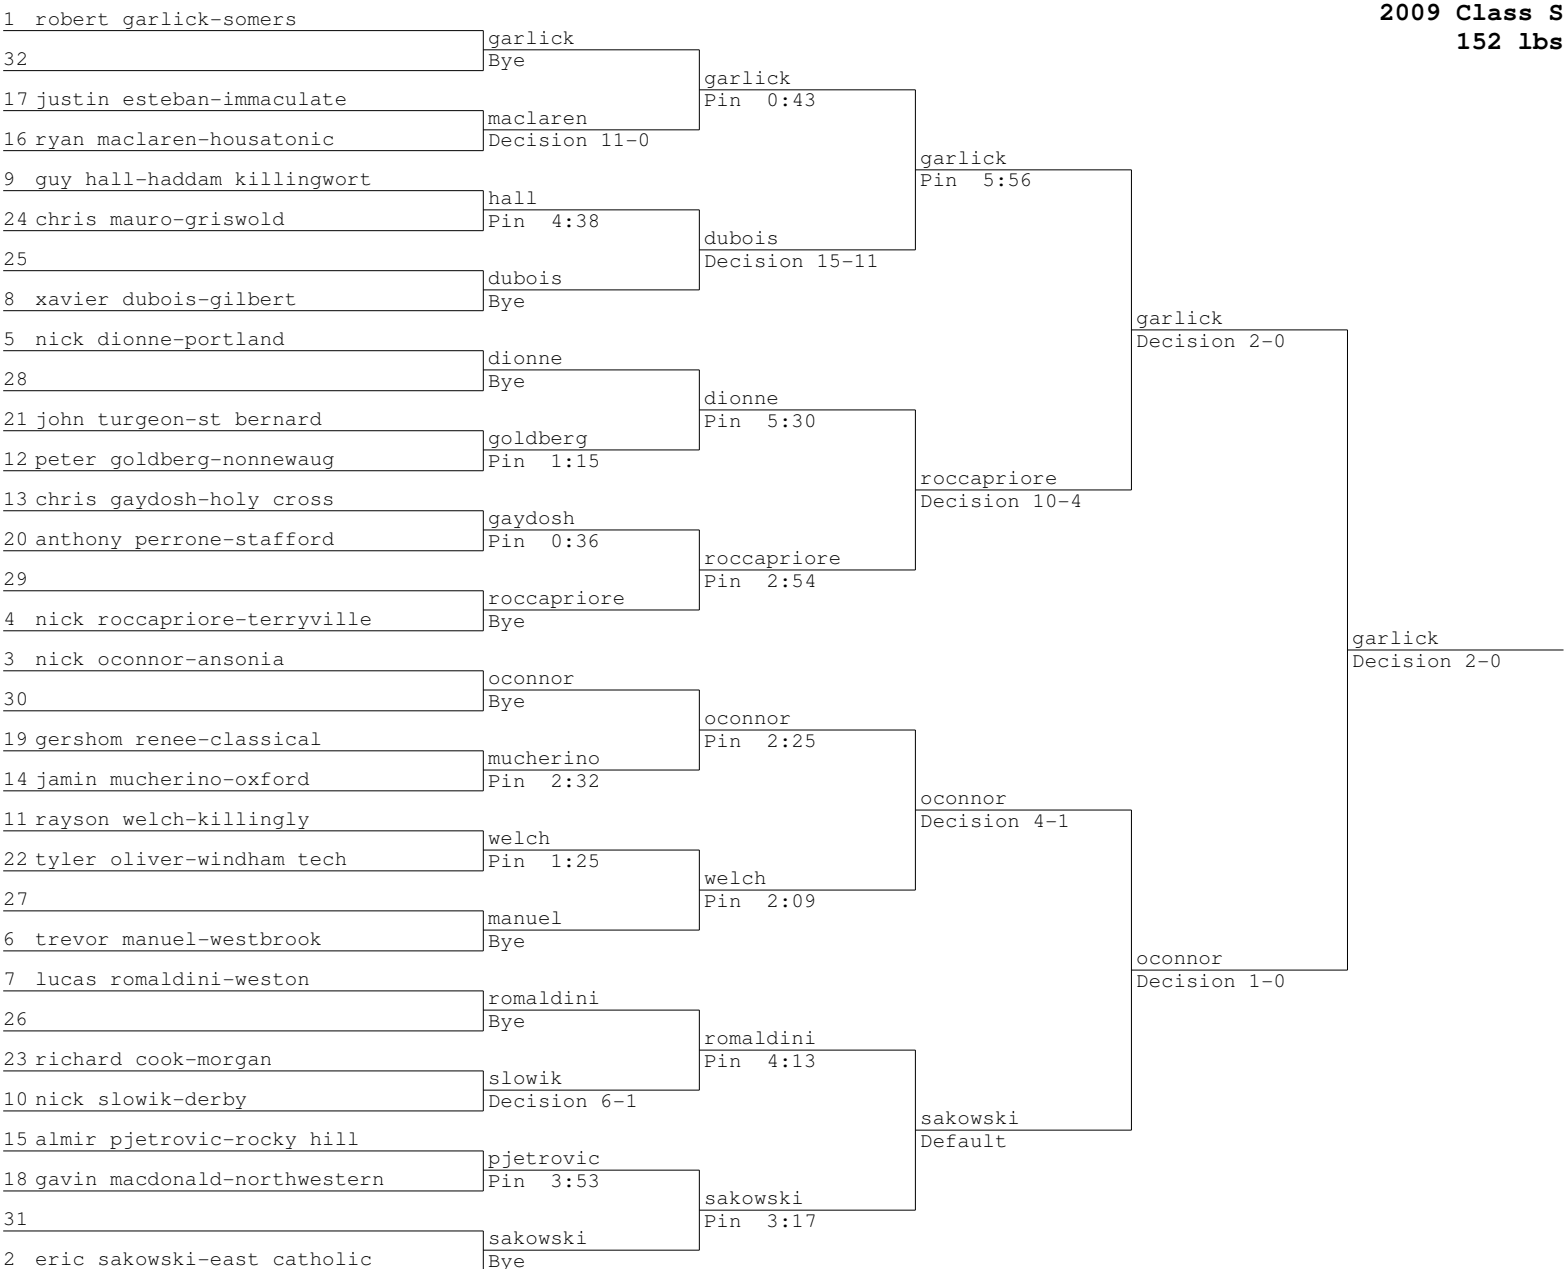 2009 Class S
152 lbs
1 robert garlick-somers
32
17 justin esteban-immaculate
16 ryan maclaren-housatonic
9 guy hall-haddam killingwort
24 chris mauro-griswold
25
8 xavier dubois-gilbert
5 nick dionne-portland
28
21 john turgeon-st bernard
12 peter goldberg-nonnewaug
13 chris gaydosh-holy cross
20 anthony perrone-stafford
29
4 nick roccapriore-terryville
3 nick oconnor-ansonia
30
19 gershom renee-classical
14 jamin mucherino-oxford
11 rayson welch-killingly
22 tyler oliver-windham tech
27
6 trevor manuel-westbrook
7 lucas romaldini-weston
26
23 richard cook-morgan
10 nick slowik-derby
15 almir pjetrovic-rocky hill
18 gavin macdonald-northwestern
31
2 eric sakowski-east catholic
garlick
Bye
maclaren
Decision 11-0
hall
Pin 4:38
dubois
Bye
dionne
Bye
goldberg
Pin 1:15
gaydosh
Pin 0:36
roccapriore
Bye
oconnor
Bye
mucherino
Pin 2:32
welch
Pin 1:25
manuel
Bye
romaldini
Bye
slowik
Decision 6-1
pjetrovic
Pin 3:53
sakowski
Bye
garlick
Pin 0:43
dubois
Decision 15-11
dionne
Pin 5:30
roccapriore
Pin 2:54
oconnor
Pin 2:25
welch
Pin 2:09
romaldini
Pin 4:13
sakowski
Pin 3:17
garlick
Pin 5:56
roccapriore
Decision 10-4
oconnor
Decision 4-1
sakowski
Default
garlick
Decision 2-0
oconnor
Decision 1-0
garlick
Decision 2-0